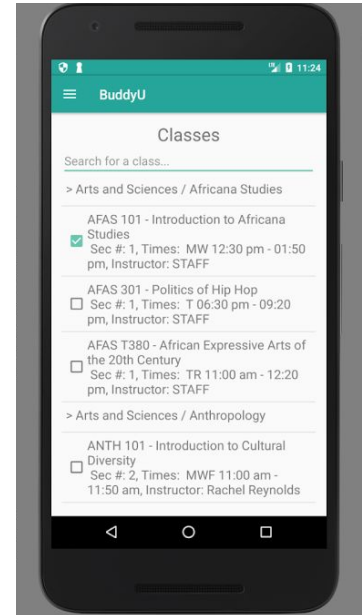 11:24
BuddyU
Classes
Search for a class...
> Arts and Sciences / Africana Studies
AFAS 101 - Introduction to Africana
Studies
Sec #: 1, Times: MW 12:30 pm - 01:50
pm, Instructor: STAFF
AFAS 301 - Politics of Hip Hop
Sec #: 1, Times: T 06:30 pm - 09:20
pm, Instructor: STAFF
AFAS T380 - African Expressive Arts of
the 20th Century
Sec #: 1, Times: TR 11:00 am - 12:20
pm, Instructor: STAFF
> Arts and Sciences / Anthropology
ANTH 101 - Introduction to Cultural
Diversity
Sec #: 2, Times: MWF 11:00 am -
11:50 am, Instructor: Rachel Reynolds